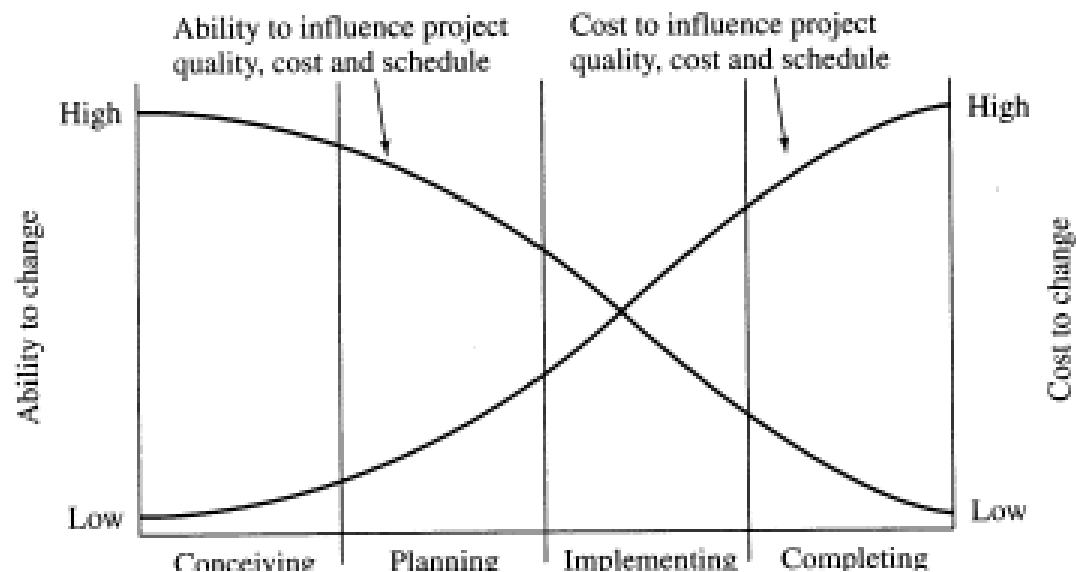 Ability to influence project
quality, cost and schedule
Cost to influence project
quality, cost and schedule
High
High
Ability to change
Cost to change
Low
Low
Conceiving
Planning
Implementing
Completing